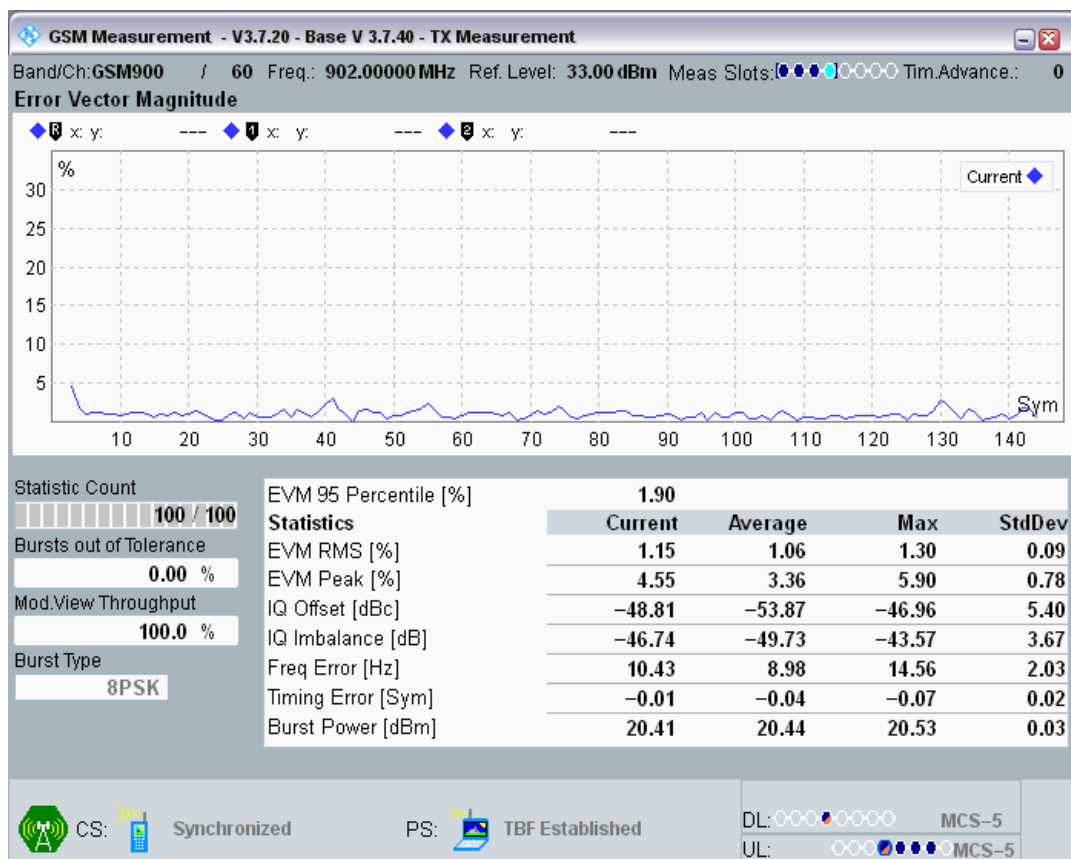 GSM Measurement - V3.7.20 - Base V 3.7.40 - TX Measurement
Band/Ch:GSM900 / 60 Freq.: 902.00000 MHz Ref. Level: 33.00 dBm Meas Slots: Tim.Advance.: 0
Error Vector Magnitude
R x: y: --- 1 x: y: --- 2 x: y: ---
%
Current
30
25
20
15
10
5
Sym
10 20 30 40 50 60 70 80 90 100 110 120 130 140
Statistic Count
100 / 100
Bursts out of Tolerance
0.00 %
Mod.View Throughput
100.0 %
Burst Type
8PSK
EVM 95 Percentile [%] 1.90
Statistics Current Average Max StdDev
EVM RMS [%] 1.15 1.06 1.30 0.09
EVM Peak [%] 4.55 3.36 5.90 0.78
IQ Offset [dBc] −48.81 −53.87 −46.96 5.40
IQ Imbalance [dB] −46.74 −49.73 −43.57 3.67
Freq Error [Hz] 10.43 8.98 14.56 2.03
Timing Error [Sym] −0.01 −0.04 −0.07 0.02
Burst Power [dBm] 20.41 20.44 20.53 0.03
CS: Synchronized PS: TBF Established
DL: MCS−5
UL: MCS−5